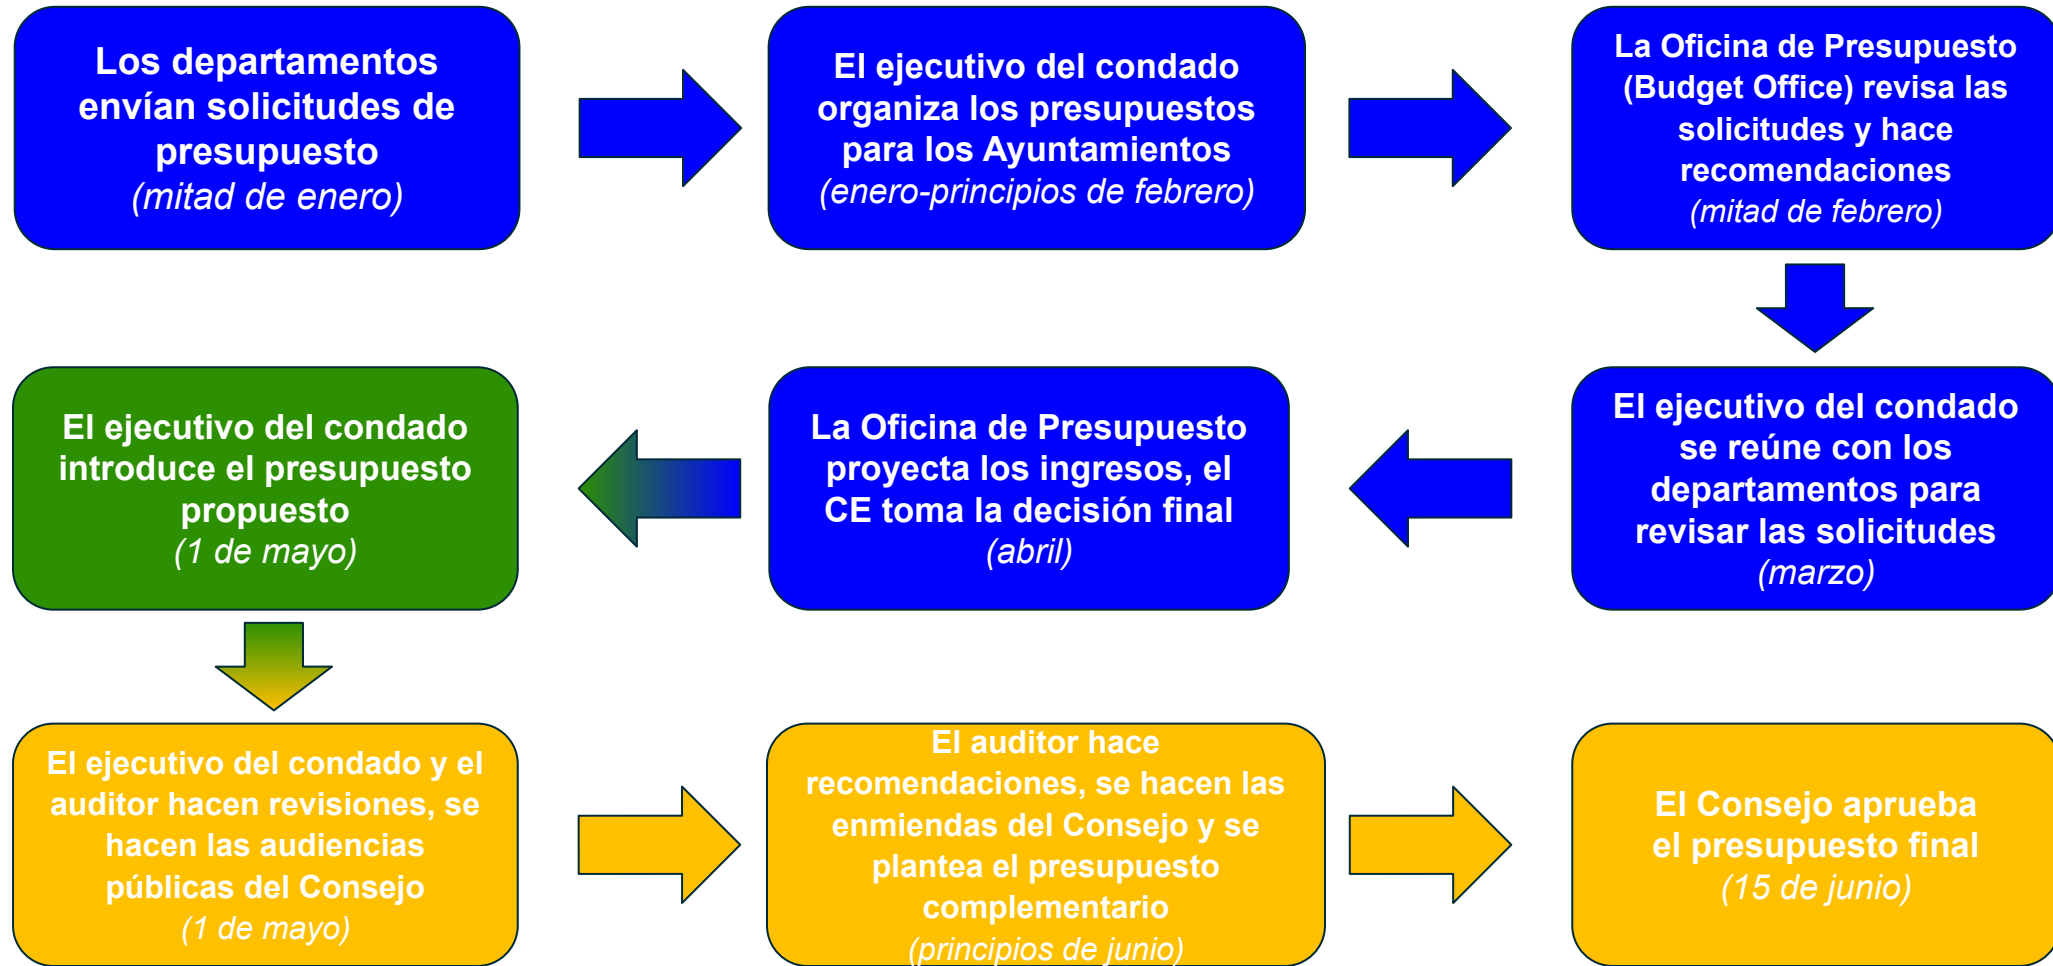 Los departamentos
envían solicitudes de
presupuesto
(mitad de enero)
El ejecutivo del condado
organiza los presupuestos
para los Ayuntamientos
(enero-principios de febrero)
La Oficina de Presupuesto
(Budget Office) revisa las
solicitudes y hace
recomendaciones
(mitad de febrero)
El ejecutivo del condado
se reúne con los
departamentos para
revisar las solicitudes
(marzo)
La Oficina de Presupuesto
proyecta los ingresos, el
CE toma la decisión final
(abril)
El ejecutivo del condado
introduce el presupuesto
propuesto
(1 de mayo)
El ejecutivo del condado y el
auditor hacen revisiones, se
hacen las audiencias
públicas del Consejo
(1 de mayo)
El auditor hace
recomendaciones, se hacen las
enmiendas del Consejo y se
plantea el presupuesto
complementario
(principios de junio)
El Consejo aprueba
el presupuesto final
(15 de junio)